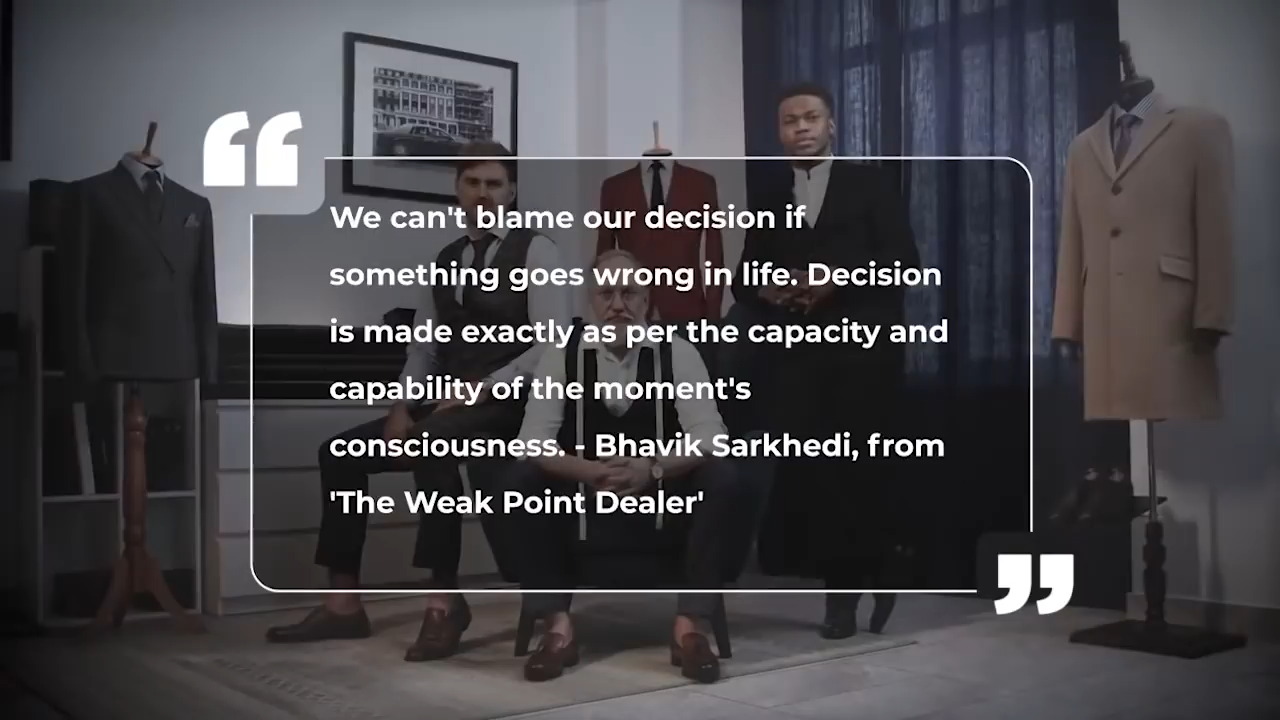 We can't blame our decision if
something goes wrong in life. Decision
is made exactly as per the capacity and
capability of the moment's
consciousness. - Bhavik Sarkhedi, from
'The Weak Point Dealer'